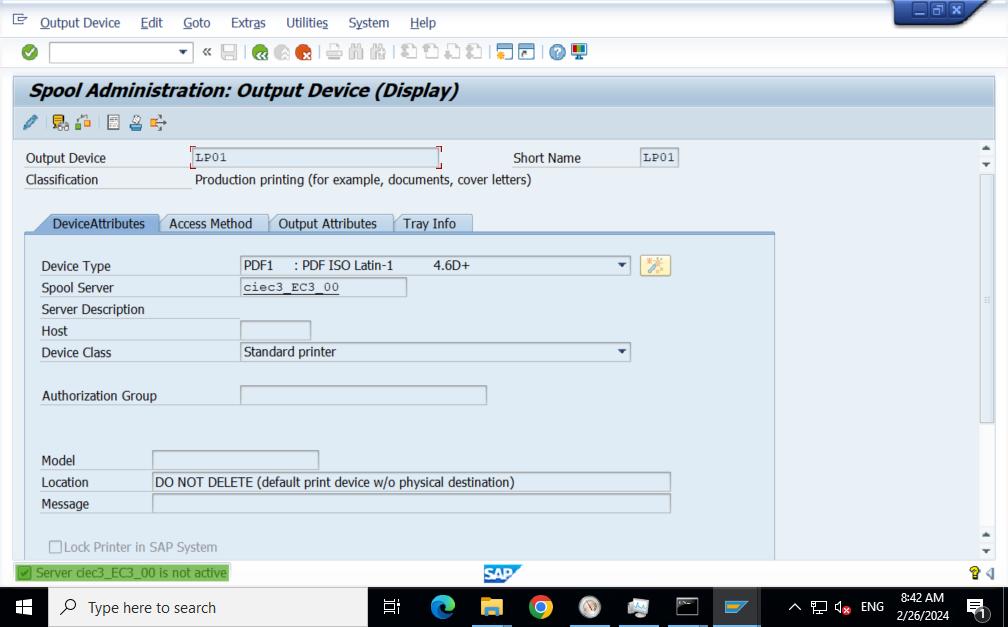 Output Device Edit Goto Extras Utilities System Help
Spool Administration: Output Device (Display)
Output Device LP01 Short Name LP01
Classification Production printing (for example, documents, cover letters)
DeviceAttributes Access Method Output Attributes Tray Info
Device Type PDF1 : PDF ISO Latin-1 4.6D+
Spool Server ciec3_EC3_00
Server Description
Host
Device Class Standard printer
Authorization Group
Model
Location DO NOT DELETE (default print device w/o physical destination)
Message
Lock Printer in SAP System
Server ciec3_EC3_00 is not active SAP
Type here to search ENG 8:42 AM
2/26/2024 1